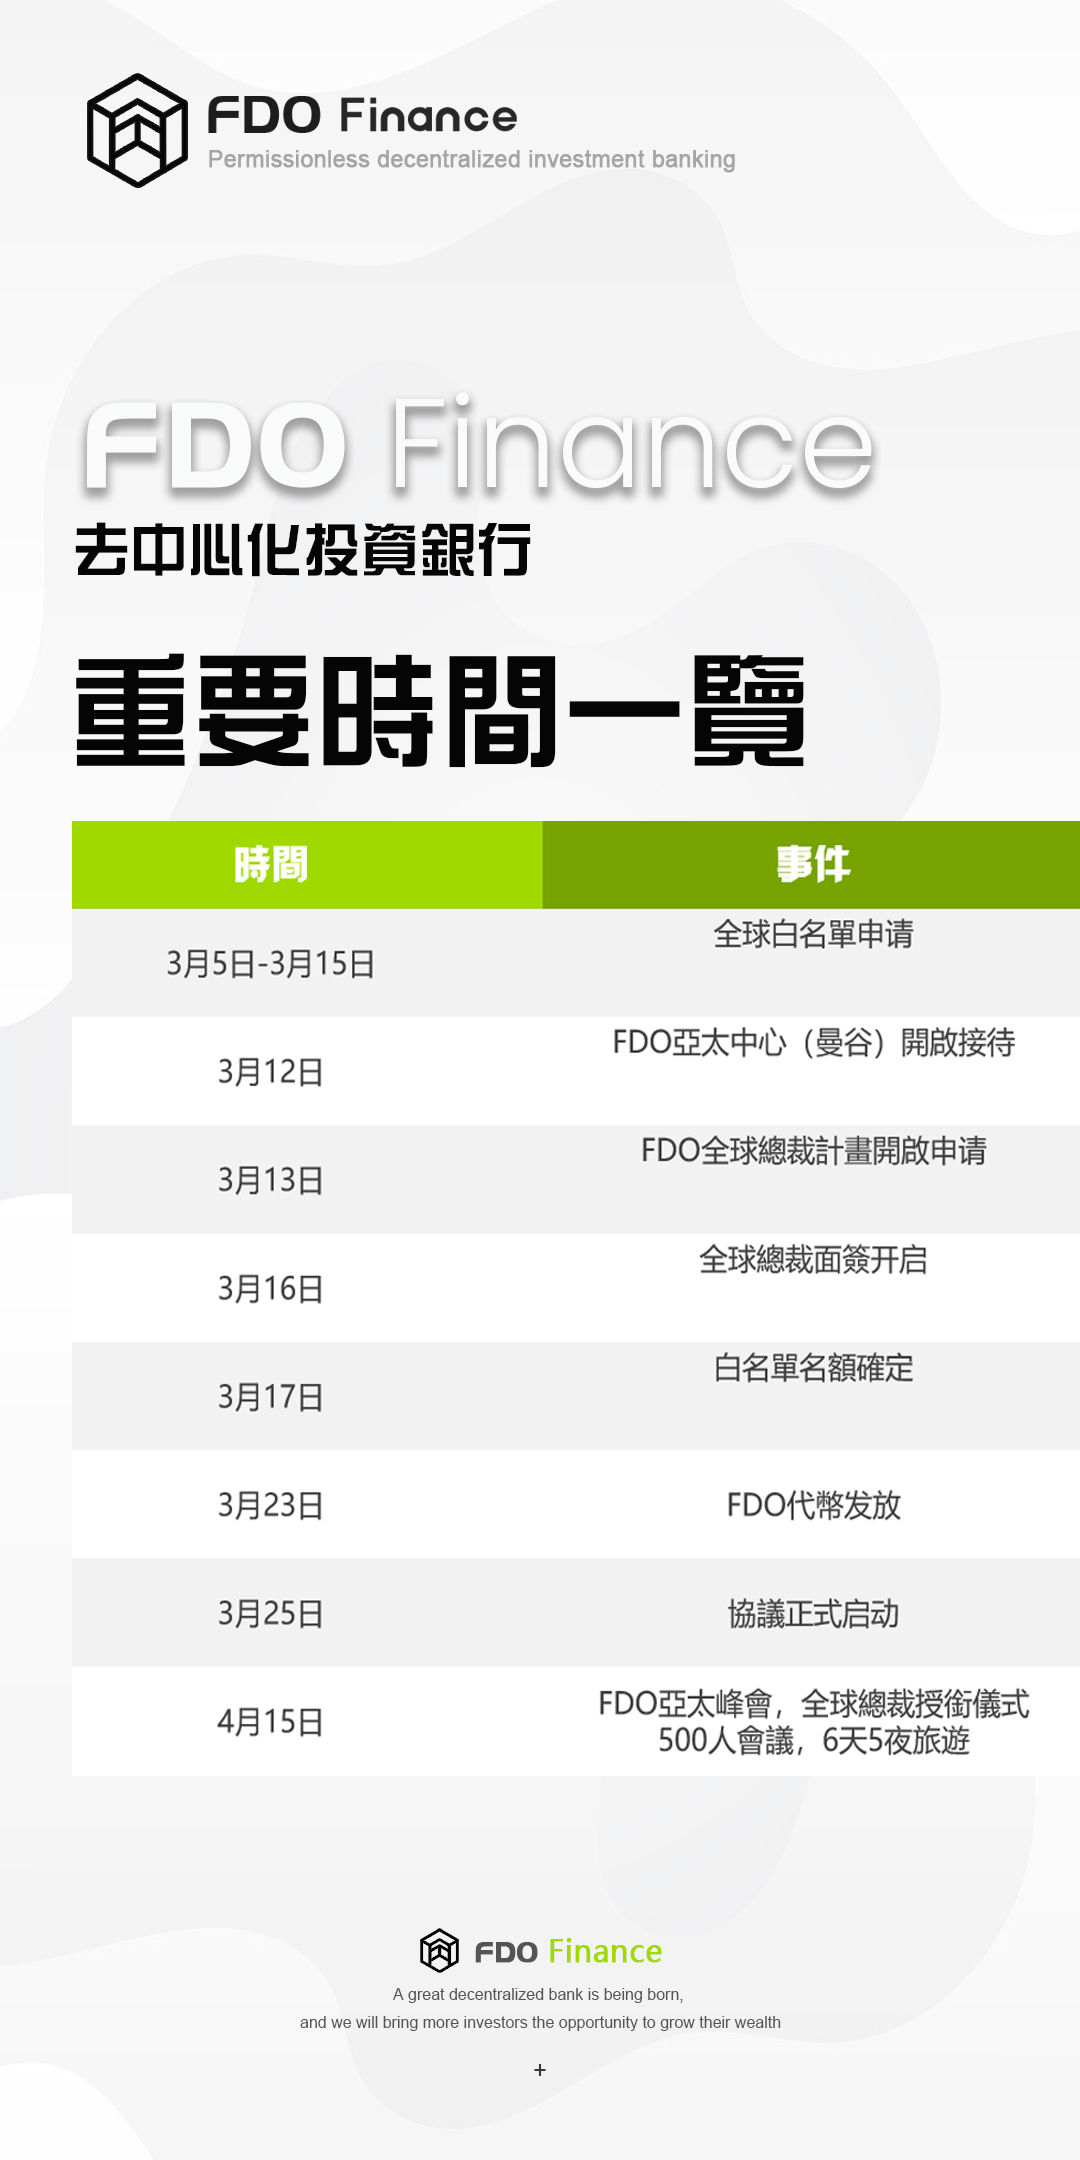 FDO Finance
Permissionless decentralized investment banking
FDO Finance
去中心化投資銀行
重要時間一覽
時間 事件
3月5日-3月15日 全球白名單申请
3月12日 FDO亞太中心（曼谷）開啟接待
3月13日 FDO全球總裁計畫開啟申请
3月16日 全球總裁面簽开启
3月17日 白名單名額確定
3月23日 FDO代幣发放
3月25日 協議正式启动
4月15日 FDO亞太峰會，全球總裁授銜儀式
500人會議，6天5夜旅遊
FDO Finance
A great decentralized bank is being born,
and we will bring more investors the opportunity to grow their wealth
+